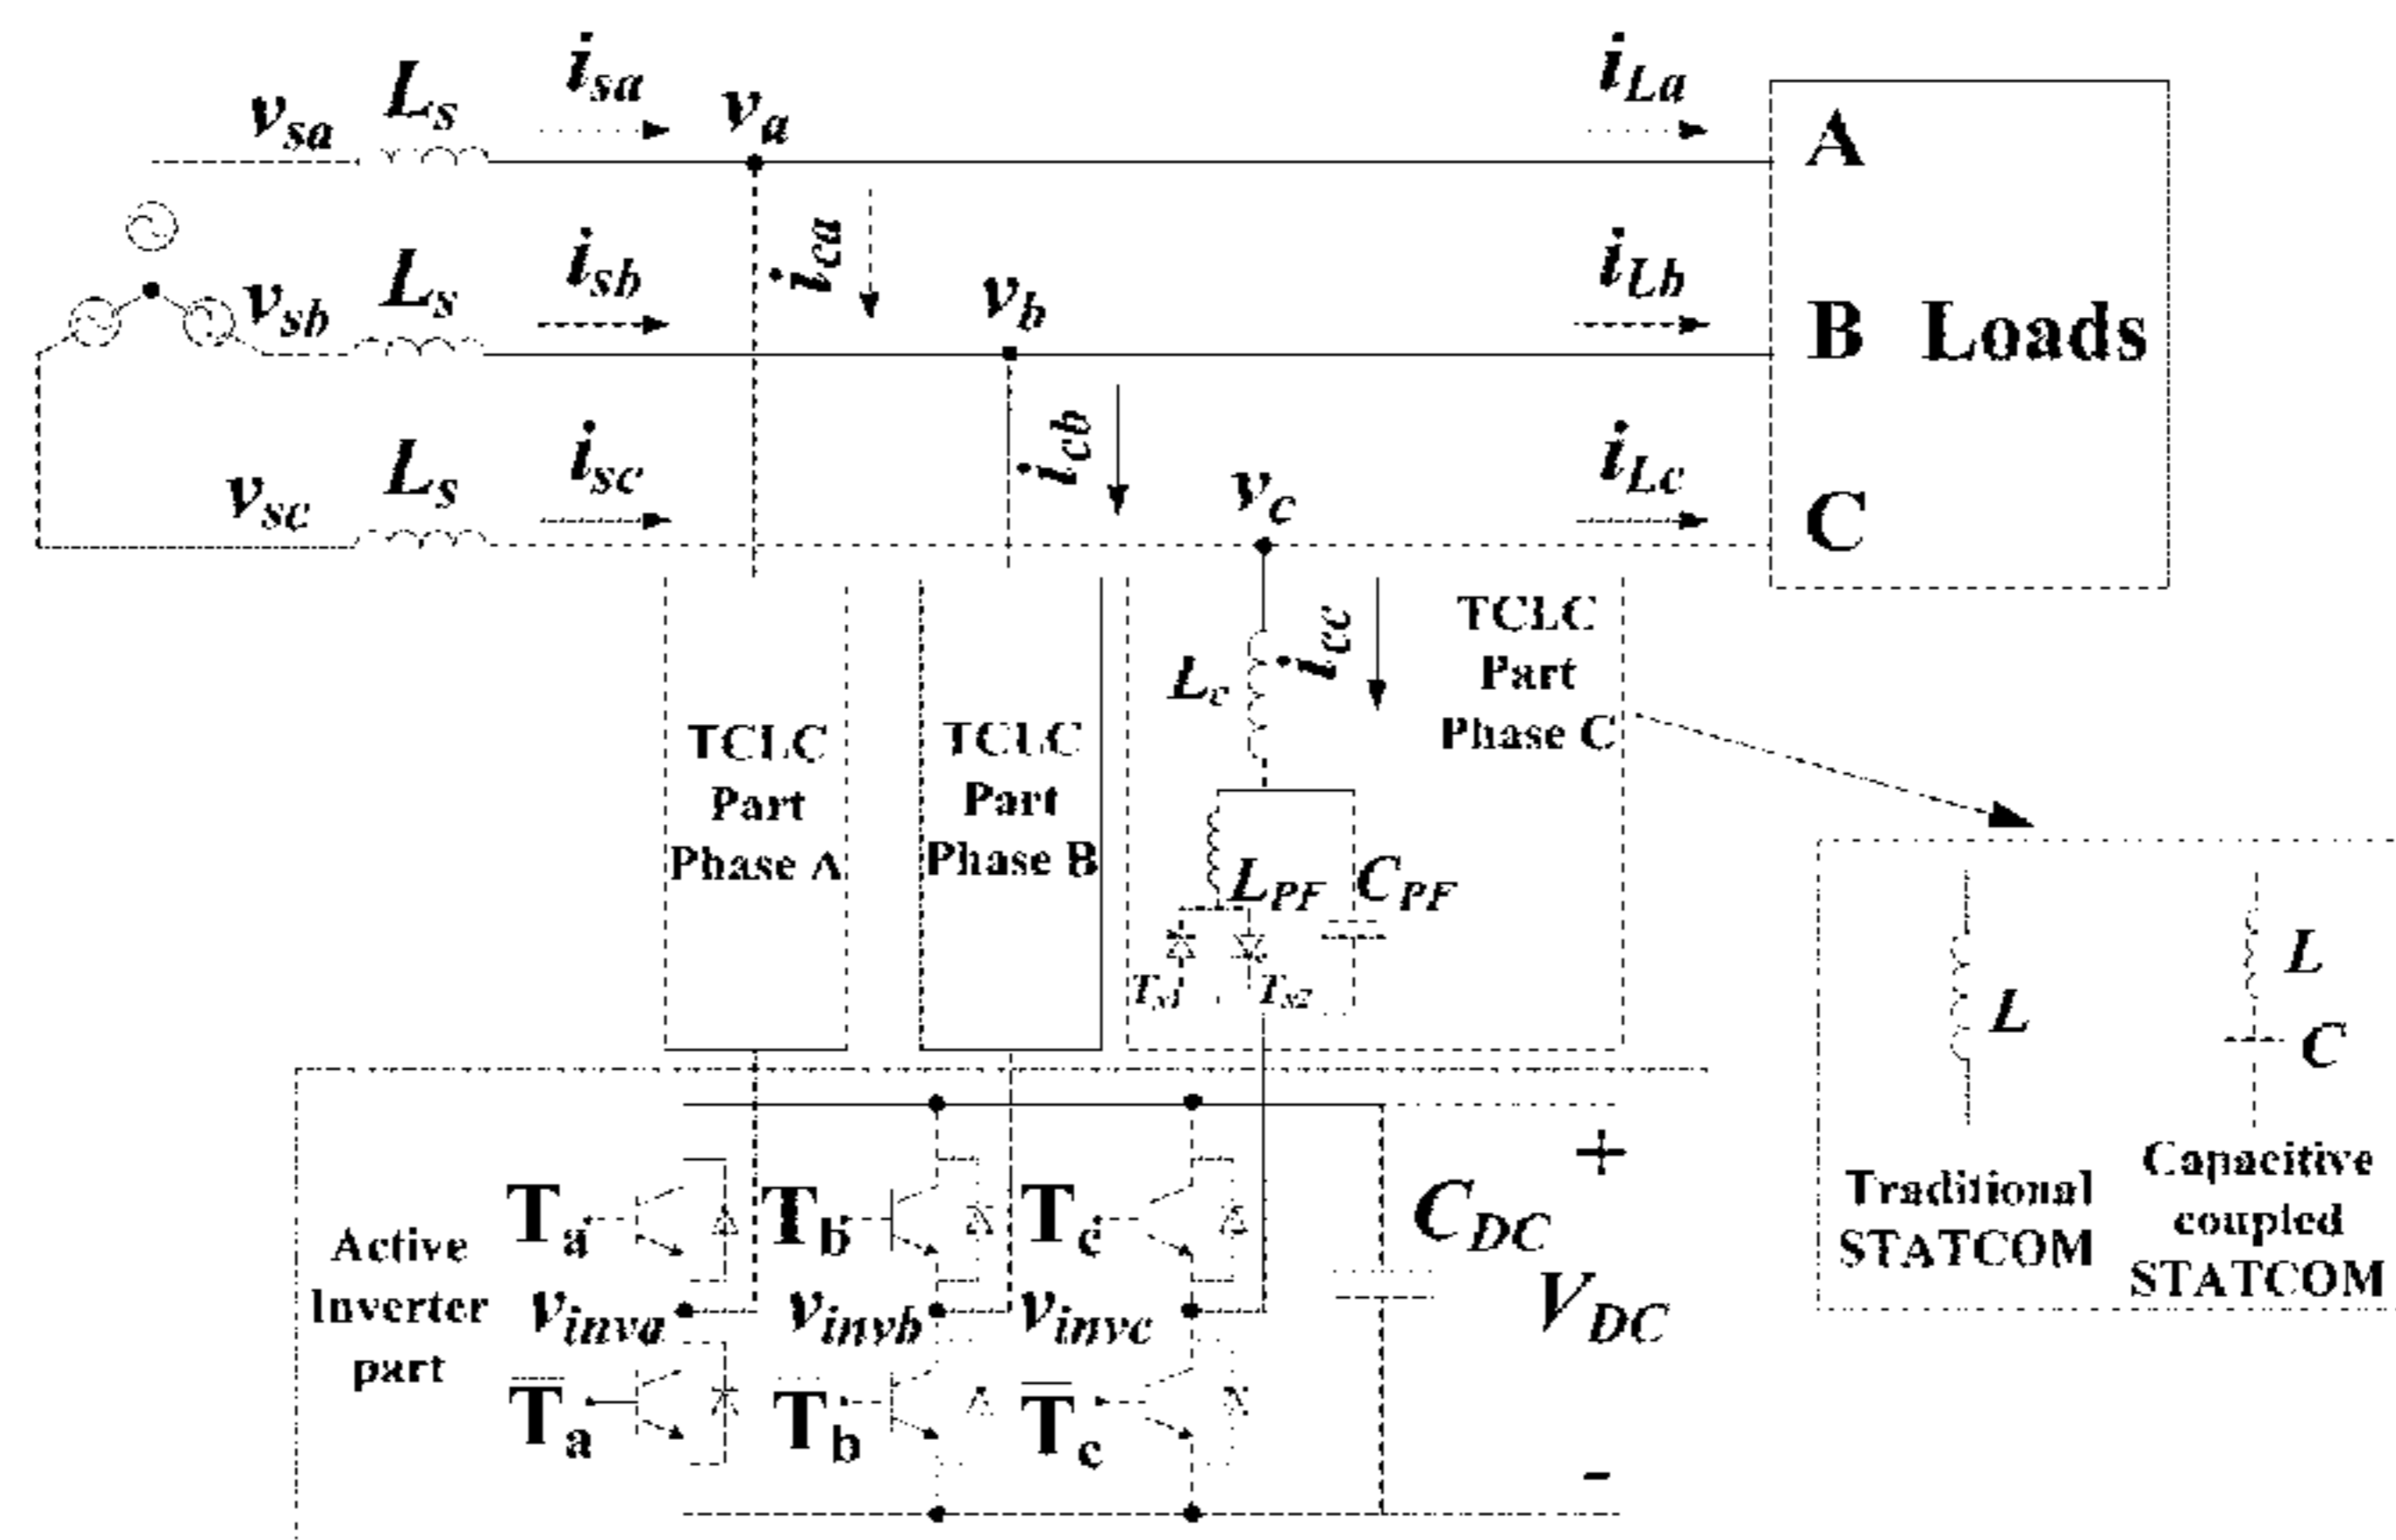 v_sa L_s i_sa v_a i_La
A
i_ca
v_sb L_s i_sb v_b i_Lb
B Loads
i_cb
v_sc L_s i_sc v_c i_Lc
C
TCLC
Part
Phase A
TCLC
Part
Phase B
L_c i_cc
TCLC
Part
Phase C
L_PF C_PF
T_x1 T_x2
L
Traditional
STATCOM
L
C
Capacitive
coupled
STATCOM
Active
Inverter
part
T_a T_b T_c
v_inva v_invb v_invc
T̅_a T̅_b T̅_c
C_DC
+
V_DC
-